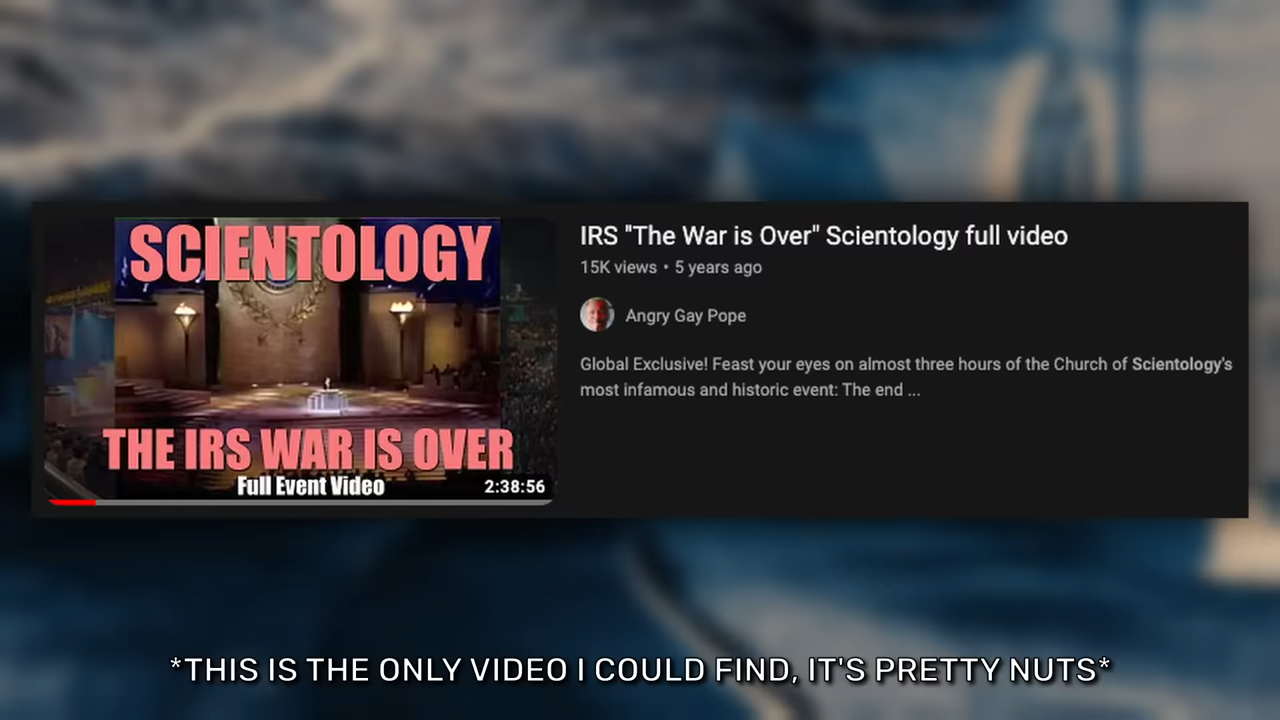 SCIENTOLOGY
THE IRS WAR IS OVER
Full Event Video
2:38:56
IRS "The War is Over" Scientology full video
15K views • 5 years ago
Angry Gay Pope
Global Exclusive! Feast your eyes on almost three hours of the Church of Scientology's
most infamous and historic event: The end ...
*THIS IS THE ONLY VIDEO I COULD FIND, IT'S PRETTY NUTS*